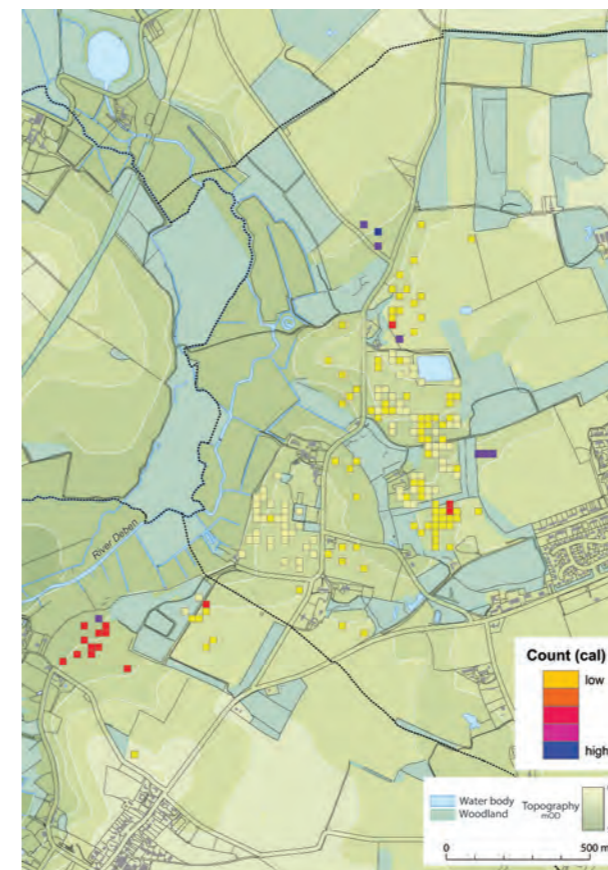 River Deben
Count (cal)
low
high
Water body
Woodland
Topography
mOD
0
500 m